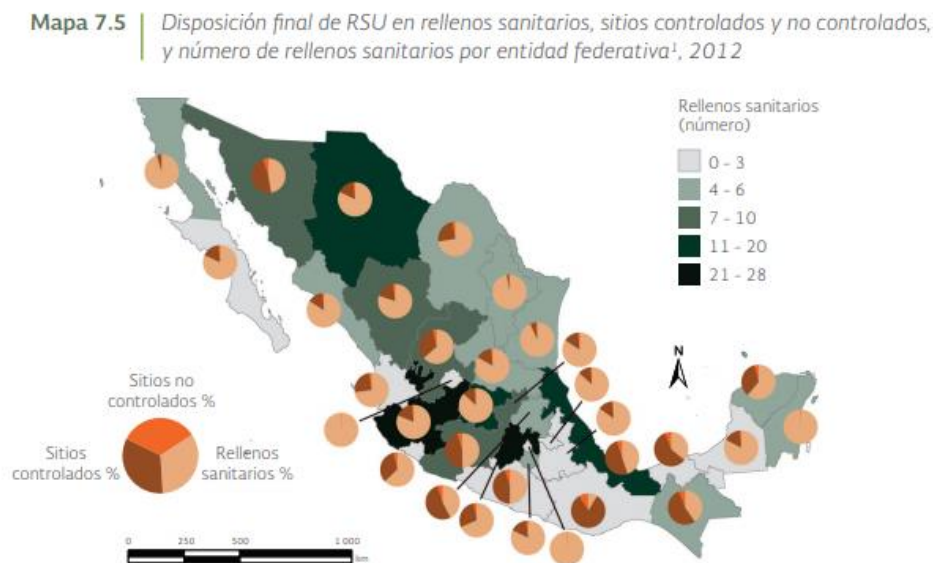 Mapa 7.5
Disposición final de RSU en rellenos sanitarios, sitios controlados y no controlados,
y número de rellenos sanitarios por entidad federativa¹, 2012
Rellenos sanitarios
(número)
0 - 3
4 - 6
7 - 10
11 - 20
21 - 28
N
Sitios no
controlados %
Sitios
controlados %
Rellenos
sanitarios %
0 250 500 1 000
km